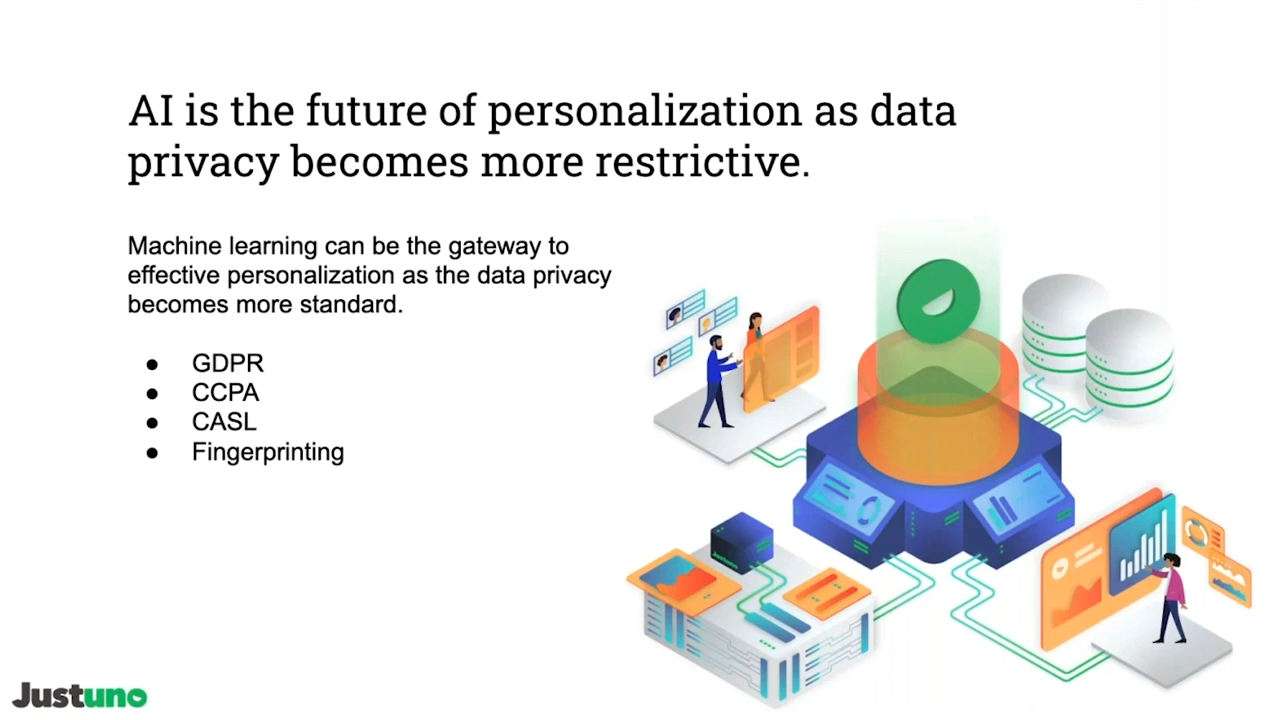 AI is the future of personalization as data
privacy becomes more restrictive.
Machine learning can be the gateway to
effective personalization as the data privacy
becomes more standard.
● GDPR
● CCPA
● CASL
● Fingerprinting
Justuno
Justuno